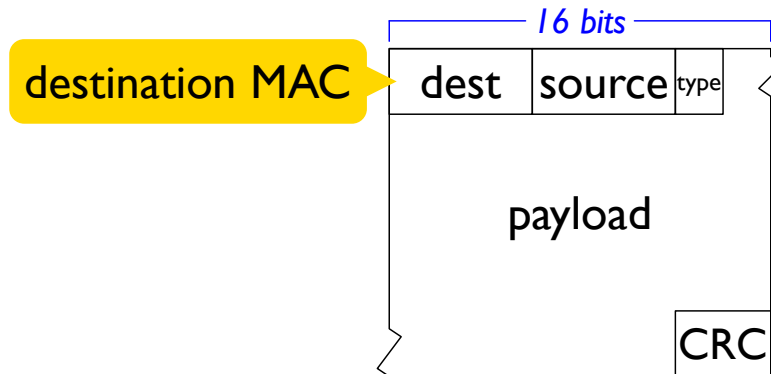 16 bits
destination MAC
dest source type
payload
CRC